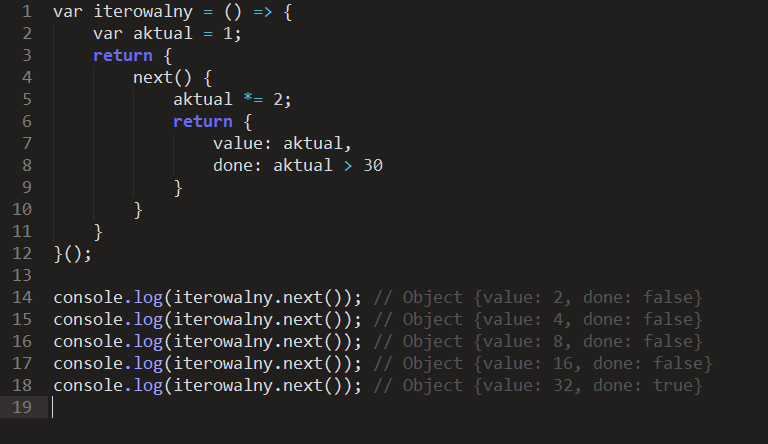 1 var iterowalny = () => {
2     var aktual = 1;
3     return {
4         next() {
5             aktual *= 2;
6             return {
7                 value: aktual,
8                 done: aktual > 30
9             }
10         }
11     }
12 }();
13
14 console.log(iterowalny.next()); // Object {value: 2, done: false}
15 console.log(iterowalny.next()); // Object {value: 4, done: false}
16 console.log(iterowalny.next()); // Object {value: 8, done: false}
17 console.log(iterowalny.next()); // Object {value: 16, done: false}
18 console.log(iterowalny.next()); // Object {value: 32, done: true}
19